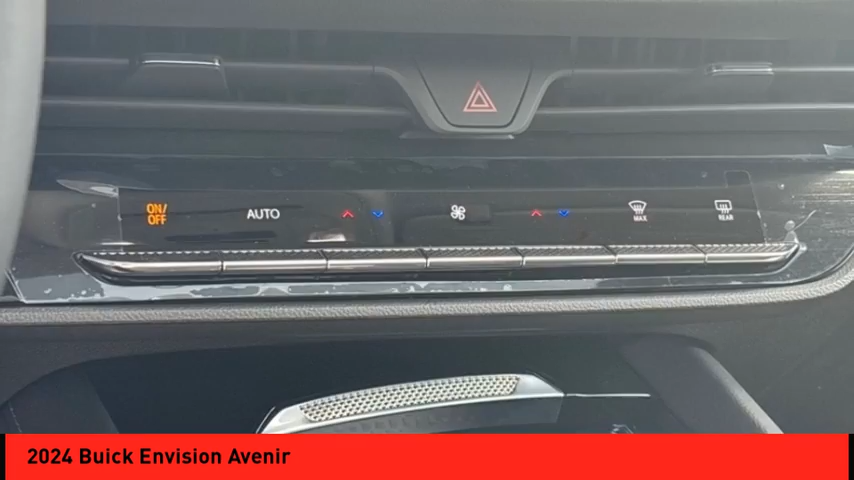 ON/
OFF
AUTO
MAX
REAR
2024 Buick Envision Avenir